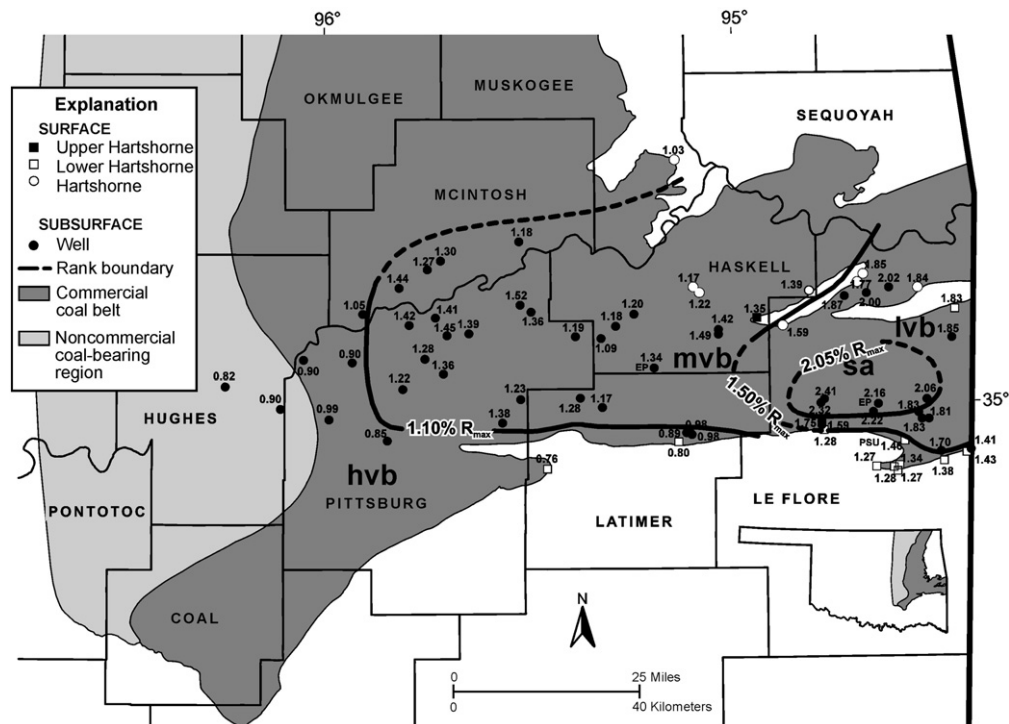 96°
95°
OKMULGEE
MUSKOGEE
SEQUOYAH
Explanation
SURFACE
Upper Hartshorne
Lower Hartshorne
Hartshorne
SUBSURFACE
Well
Rank boundary
Commercial
coal belt
Noncommercial
coal-bearing
region
1.03
MCINTOSH
1.18
1.30
1.27
1.44
HASKELL
1.85
1.77
2.02
1.84
1.17
1.22
1.39
2.00
1.87
1.83
1.05
1.41
1.42
1.45
1.39
1.52
1.36
1.20
1.18
1.19
1.09
1.35
1.42
1.49
1.59
lvb
1.85
0.90
0.90
1.28
1.36
1.34
EP
mvb
2.05% Rmax
sa
0.82
HUGHES
0.90
0.99
1.22
1.23
1.28
1.17
1.50% Rmax
2.41
2.32
2.16
EP
2.22
2.06
1.83
1.81
1.83
35°
0.85
1.10% Rmax
1.38
0.98
0.89
0.98
0.80
1.75
1.59
1.28
PSU
1.46
1.70
1.41
1.43
1.38
0.76
1.27
1.34
1.28
1.27
hvb
PITTSBURG
PONTOTOC
LATIMER
LE FLORE
COAL
N
0
25 Miles
0
40 Kilometers